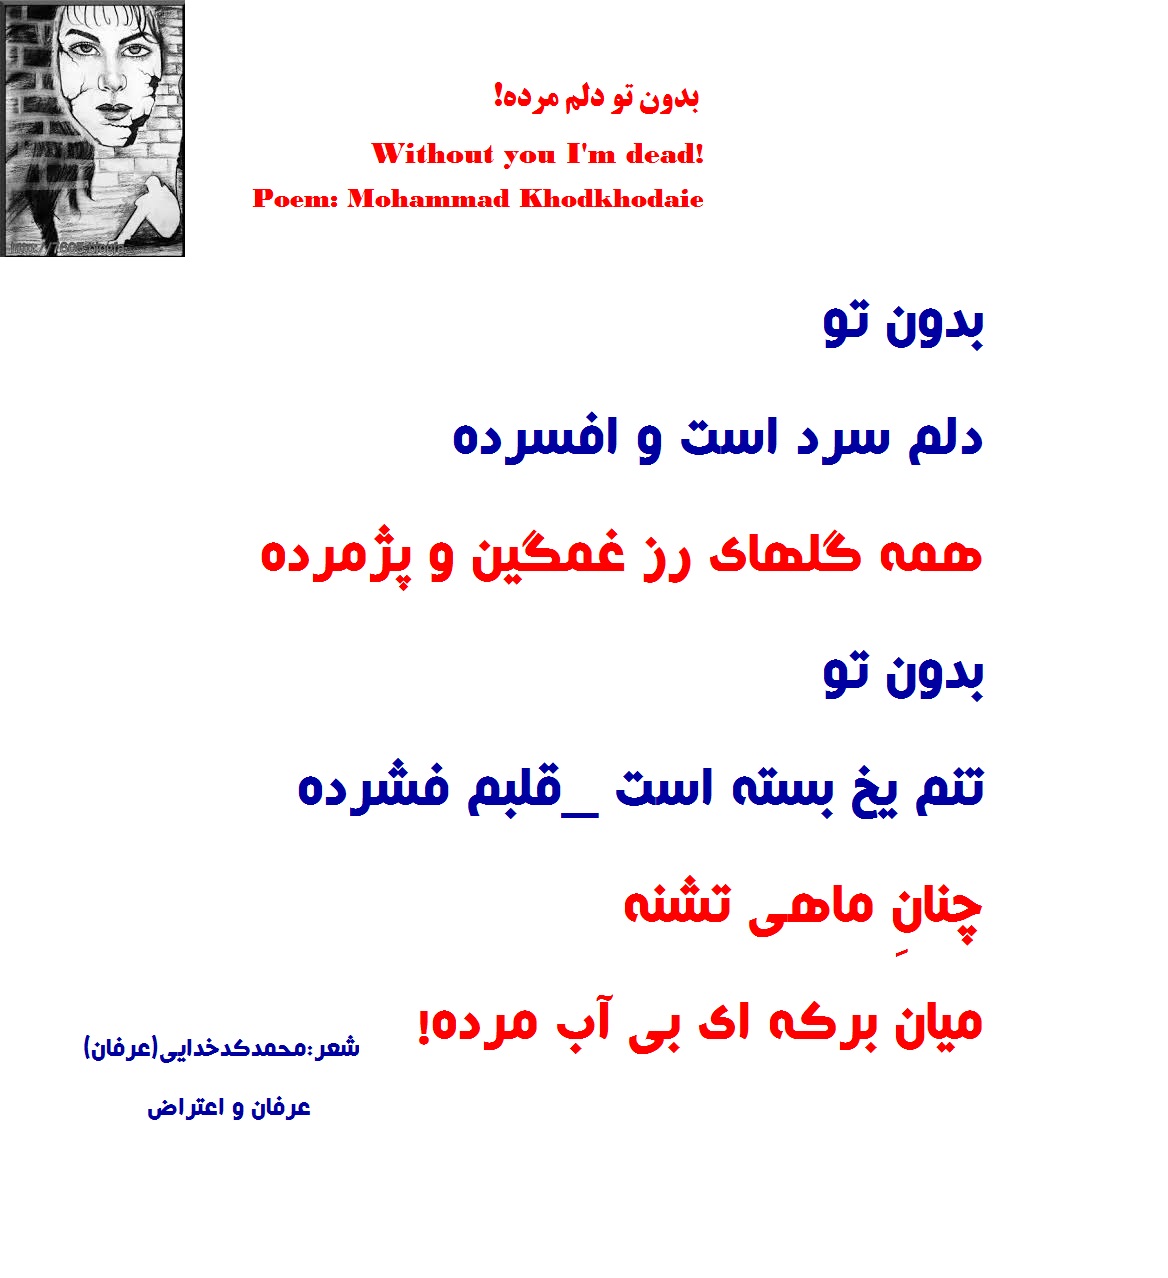 بدون تو دلم مرده!
Without you I'm dead!
Poem: Mohammad Khodkhodaie
بدون تو
دلم سرد است و افسرده
همه گلهای رز غمگین و پژمرده
بدون تو
تنم یخ بسته است _قلبم فشرده
چنانِ ماهی تشنه
میان برکه ای بی آب مرده!
شعر:محمدکدخدایی(عرفان)
عرفان و اعتراض